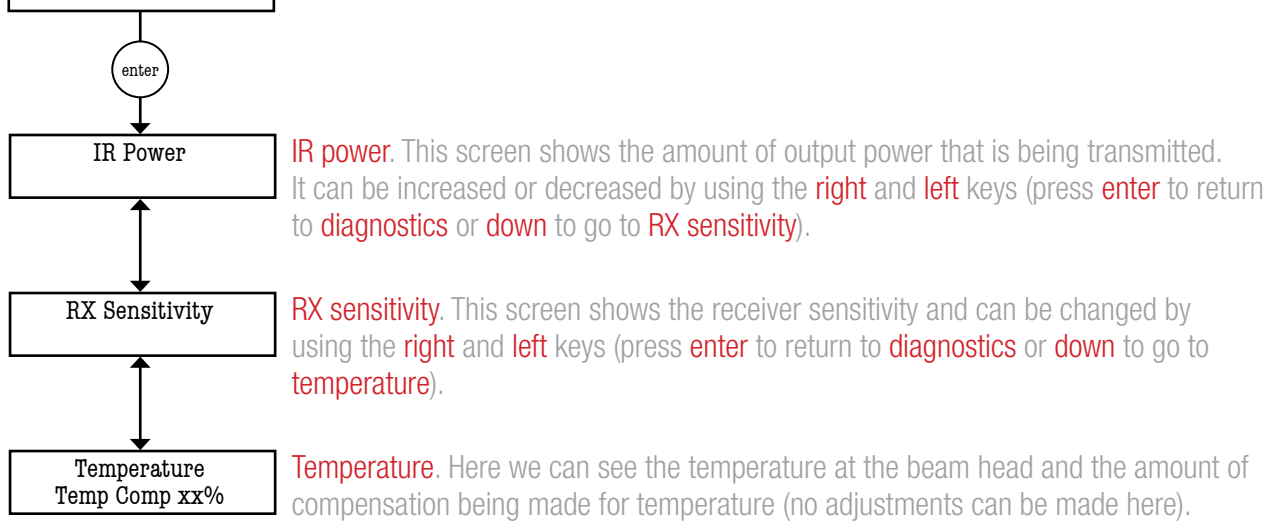 enter
IR Power
IR power. This screen shows the amount of output power that is being transmitted.
It can be increased or decreased by using the right and left keys (press enter to return
to diagnostics or down to go to RX sensitivity).
RX Sensitivity
RX sensitivity. This screen shows the receiver sensitivity and can be changed by
using the right and left keys (press enter to return to diagnostics or down to go to
temperature).
Temperature
Temp Comp xx%
Temperature. Here we can see the temperature at the beam head and the amount of
compensation being made for temperature (no adjustments can be made here).